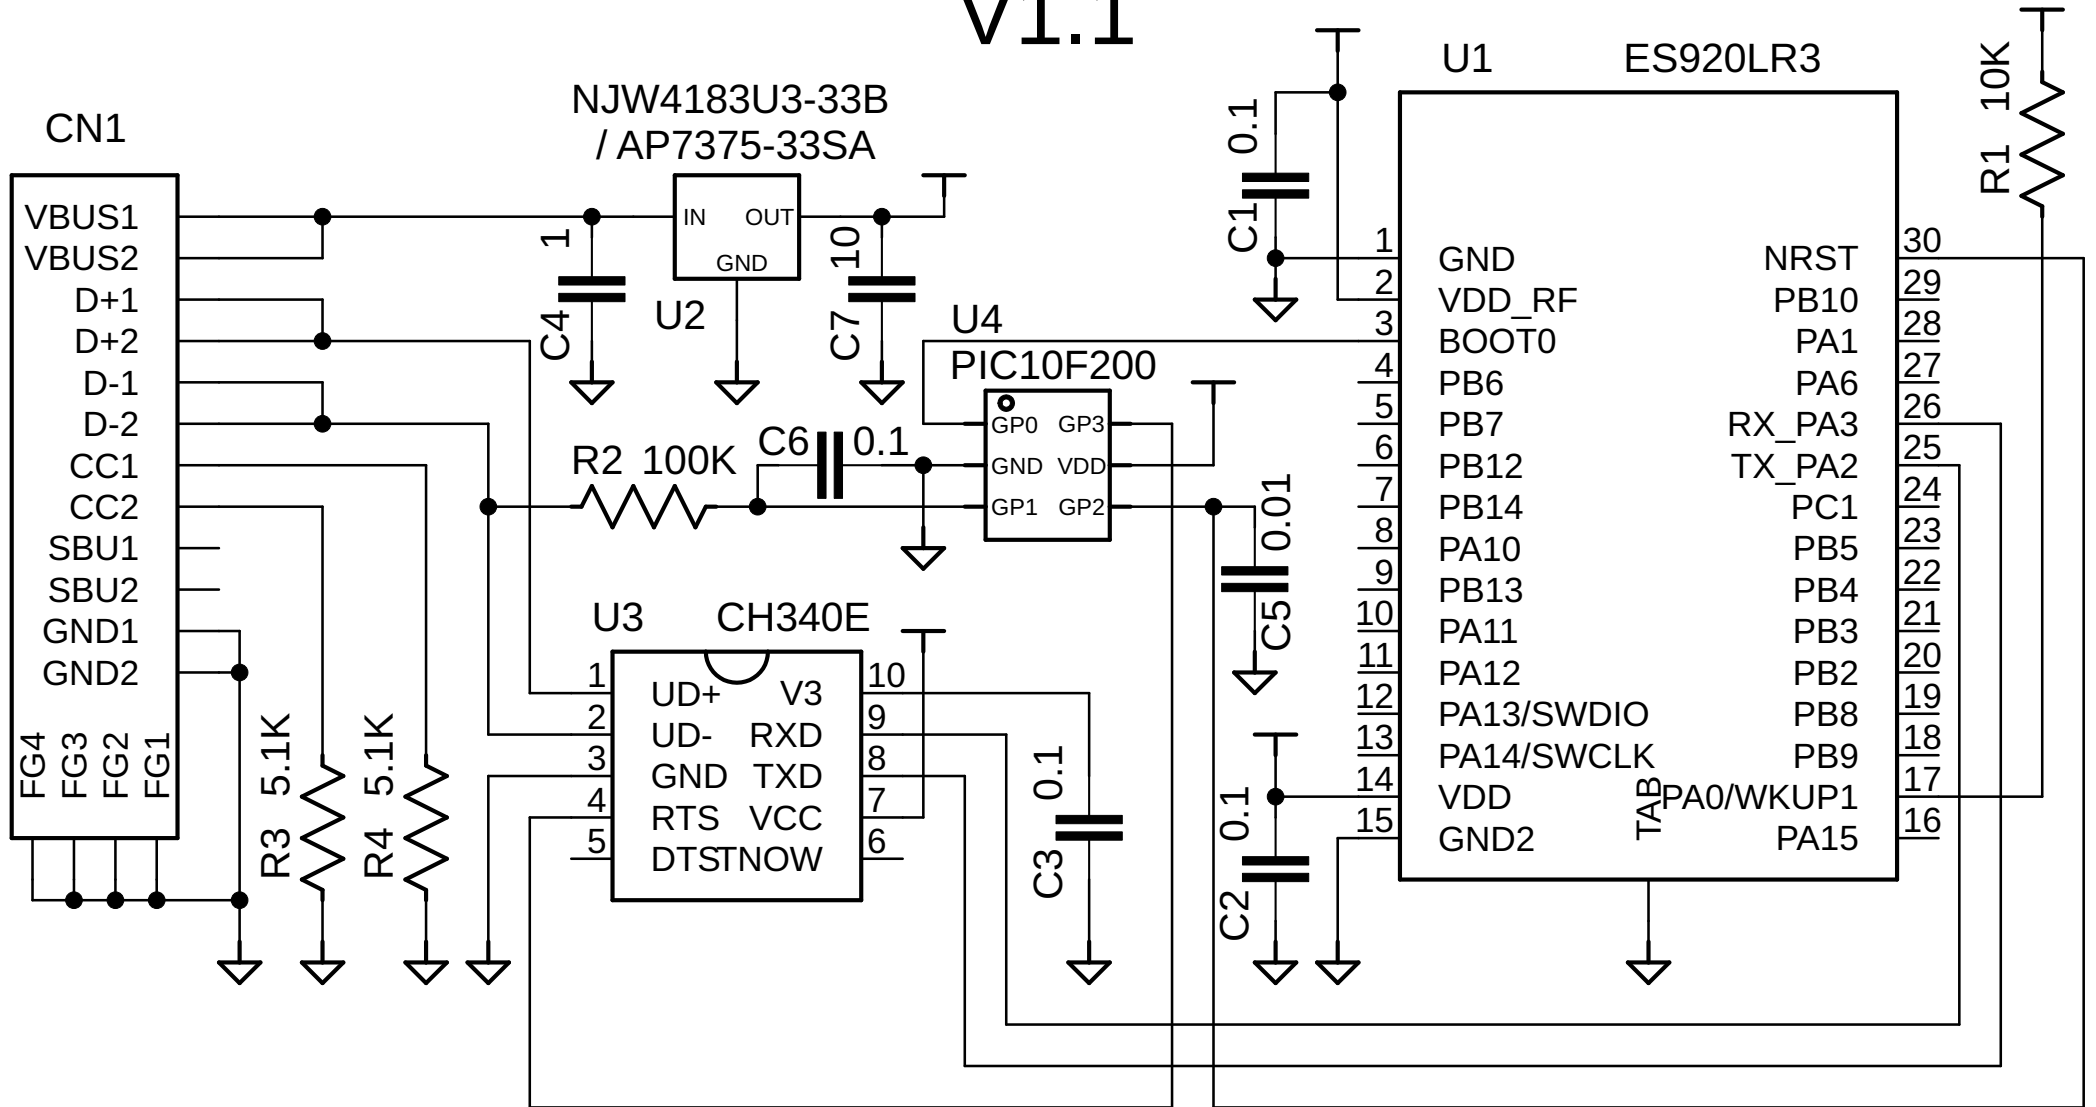 V1.1
CN1
VBUS1
VBUS2
D+1
D+2
D-1
D-2
CC1
CC2
SBU1
SBU2
GND1
GND2
FG4
FG3
FG2
FG1
R3 5.1K
R4 5.1K
NJW4183U3-33B
/ AP7375-33SA
IN OUT
GND
U2
C4 1
C7 10
U4
PIC10F200
GP0 GP3
GND VDD
GP1 GP2
R2 100K
C6 0.1
C5 0.01
U3 CH340E
1 UD+ V3 10
2 UD- RXD 9
3 GND TXD 8
4 RTS VCC 7
5 DTS TNOW 6
C3 0.1
C1 0.1
C2 0.1
U1 ES920LR3
1 GND NRST 30
2 VDD_RF PB10 29
3 BOOT0 PA1 28
4 PB6 PA6 27
5 PB7 RX_PA3 26
6 PB12 TX_PA2 25
7 PB14 PC1 24
8 PA10 PB5 23
9 PB13 PB4 22
10 PA11 PB3 21
11 PA12 PB2 20
12 PA13/SWDIO PB8 19
13 PA14/SWCLK PB9 18
14 VDD PA0/WKUP1 17
15 GND2 PA15 16
TAB
R1 10K